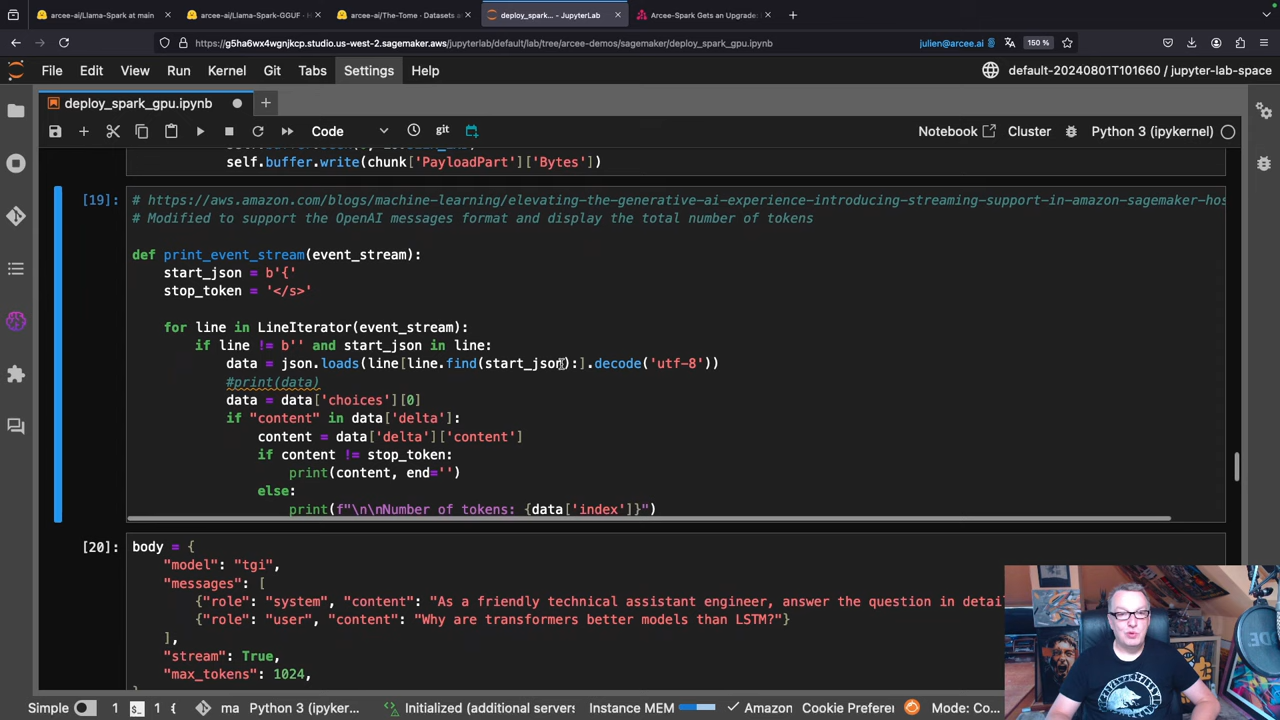 arcee-ai/Llama-Spark at main
arcee-ai/Llama-Spark-GGUF · H
arcee-ai/The-Tome · Datasets a
deploy_spark... - JupyterLab
Arcee-Spark Gets an Upgrade:
https://g5ha6wx4wgnjkcp.studio.us-west-2.sagemaker.aws/jupyterlab/default/lab/tree/arcee-demos/sagemaker/deploy_spark_gpu.ipynb
julien@arcee.ai
150 %
File Edit View Run Kernel Git Tabs Settings Help
default-20240801T101660 / jupyter-lab-space
deploy_spark_gpu.ipynb
Code
git
Notebook
Cluster
Python 3 (ipykernel)
self.buffer.write(chunk['PayloadPart']['Bytes'])
[19]:
# https://aws.amazon.com/blogs/machine-learning/elevating-the-generative-ai-experience-introducing-streaming-support-in-amazon-sagemaker-hos
# Modified to support the OpenAI messages format and display the total number of tokens
def print_event_stream(event_stream):
start_json = b'{'
stop_token = '</s>'
for line in LineIterator(event_stream):
if line != b'' and start_json in line:
data = json.loads(line[line.find(start_json):].decode('utf-8'))
#print(data)
data = data['choices'][0]
if "content" in data['delta']:
content = data['delta']['content']
if content != stop_token:
print(content, end='')
else:
print(f"\n\nNumber of tokens: {data['index']}")
[20]:
body = {
"model": "tgi",
"messages": [
{"role": "system", "content": "As a friendly technical assistant engineer, answer the question in detai
{"role": "user", "content": "Why are transformers better models than LSTM?"}
],
"stream": True,
"max_tokens": 1024,
Simple
1
1
ma
Python 3 (ipyker...
Initialized (additional servers
Instance MEM
Amazon
Cookie Preferen
Mode: Co...